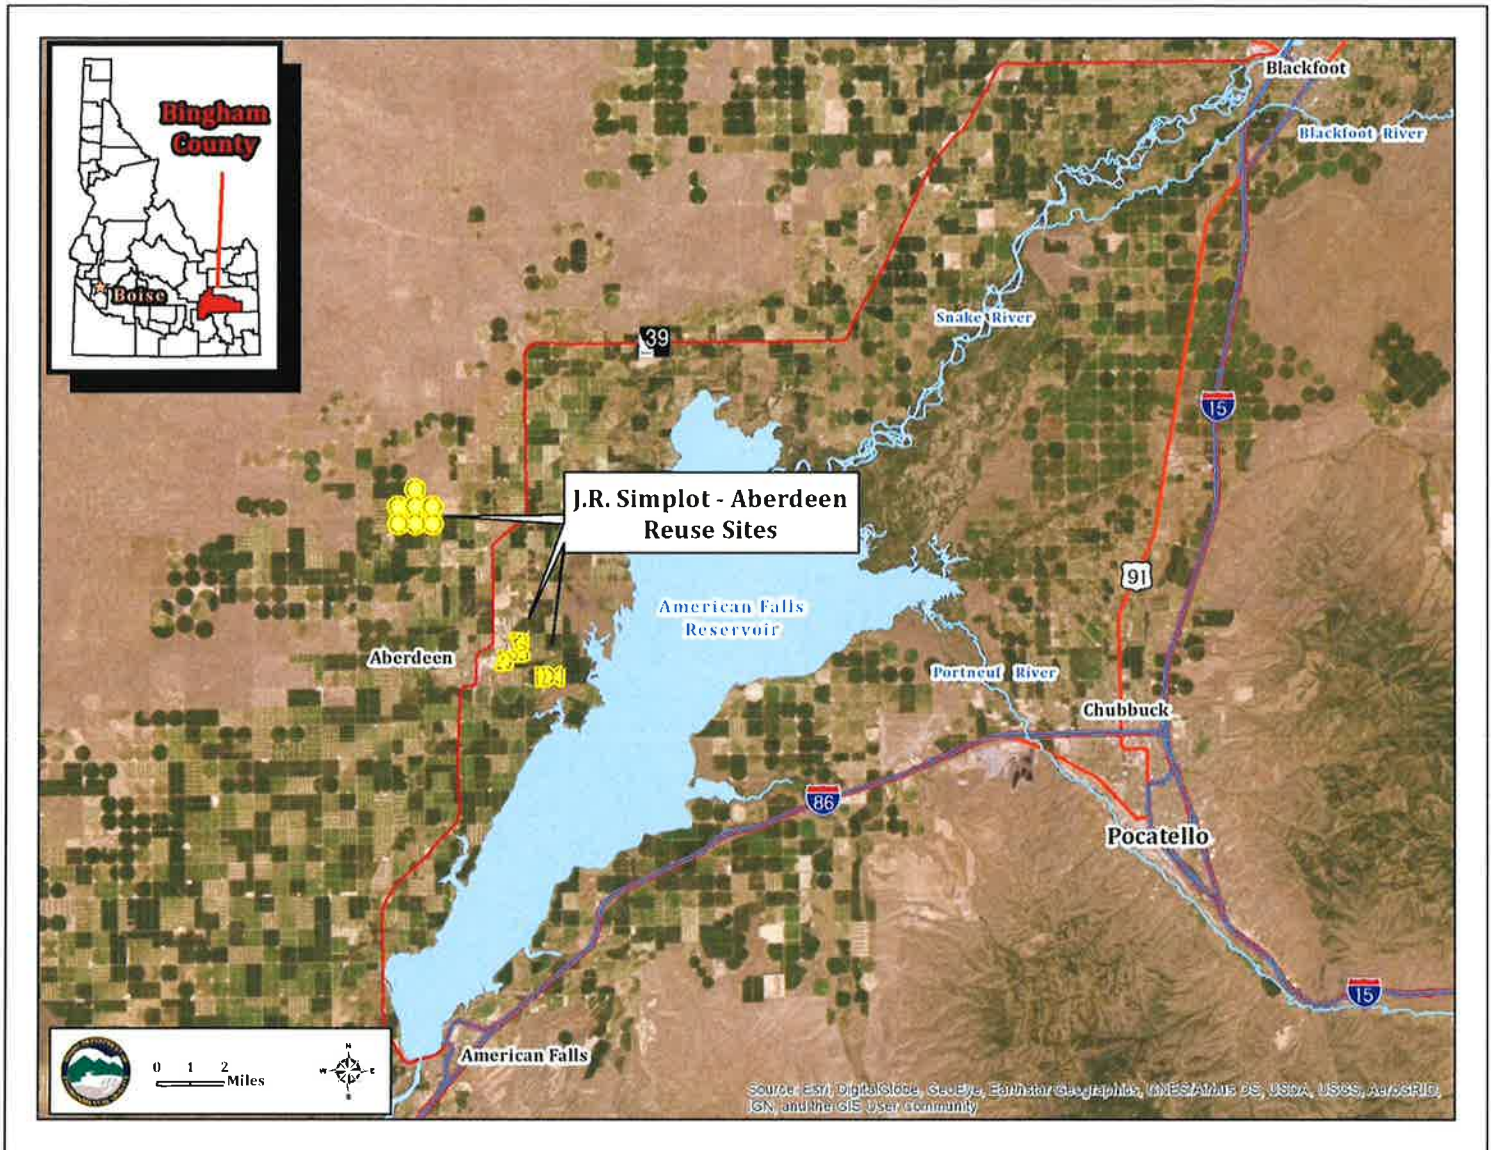 Bingham
County
Boise
Blackfoot
Blackfoot River
Snake River
39
15
J.R. Simplot - Aberdeen
Reuse Sites
91
American Falls
Reservoir
Aberdeen
Portneuf River
Chubbuck
86
Pocatello
15
American Falls
0 1 2
Miles
N
W E
S
Source: Esri, DigitalGlobe, GeoEye, Earthstar Geographics, CNES/Airbus DS, USDA, USGS, AeroGRID,
IGN, and the GIS User Community